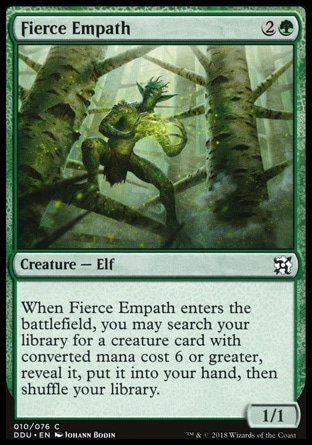 Fierce Empath 2
Creature — Elf
When Fierce Empath enters the
battlefield, you may search your
library for a creature card with
converted mana cost 6 or greater,
reveal it, put it into your hand, then
shuffle your library.
1/1
010/076 C
DDU • EN Johann Bodin
™ & © 2018 Wizards of the Coast